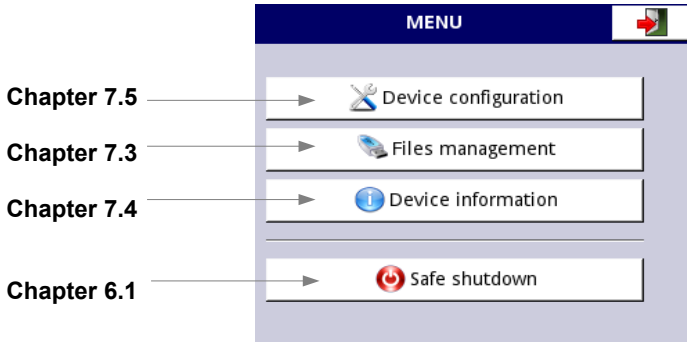 MENU
Chapter 7.5
Device configuration
Chapter 7.3
Files management
Chapter 7.4
Device information
Chapter 6.1
Safe shutdown